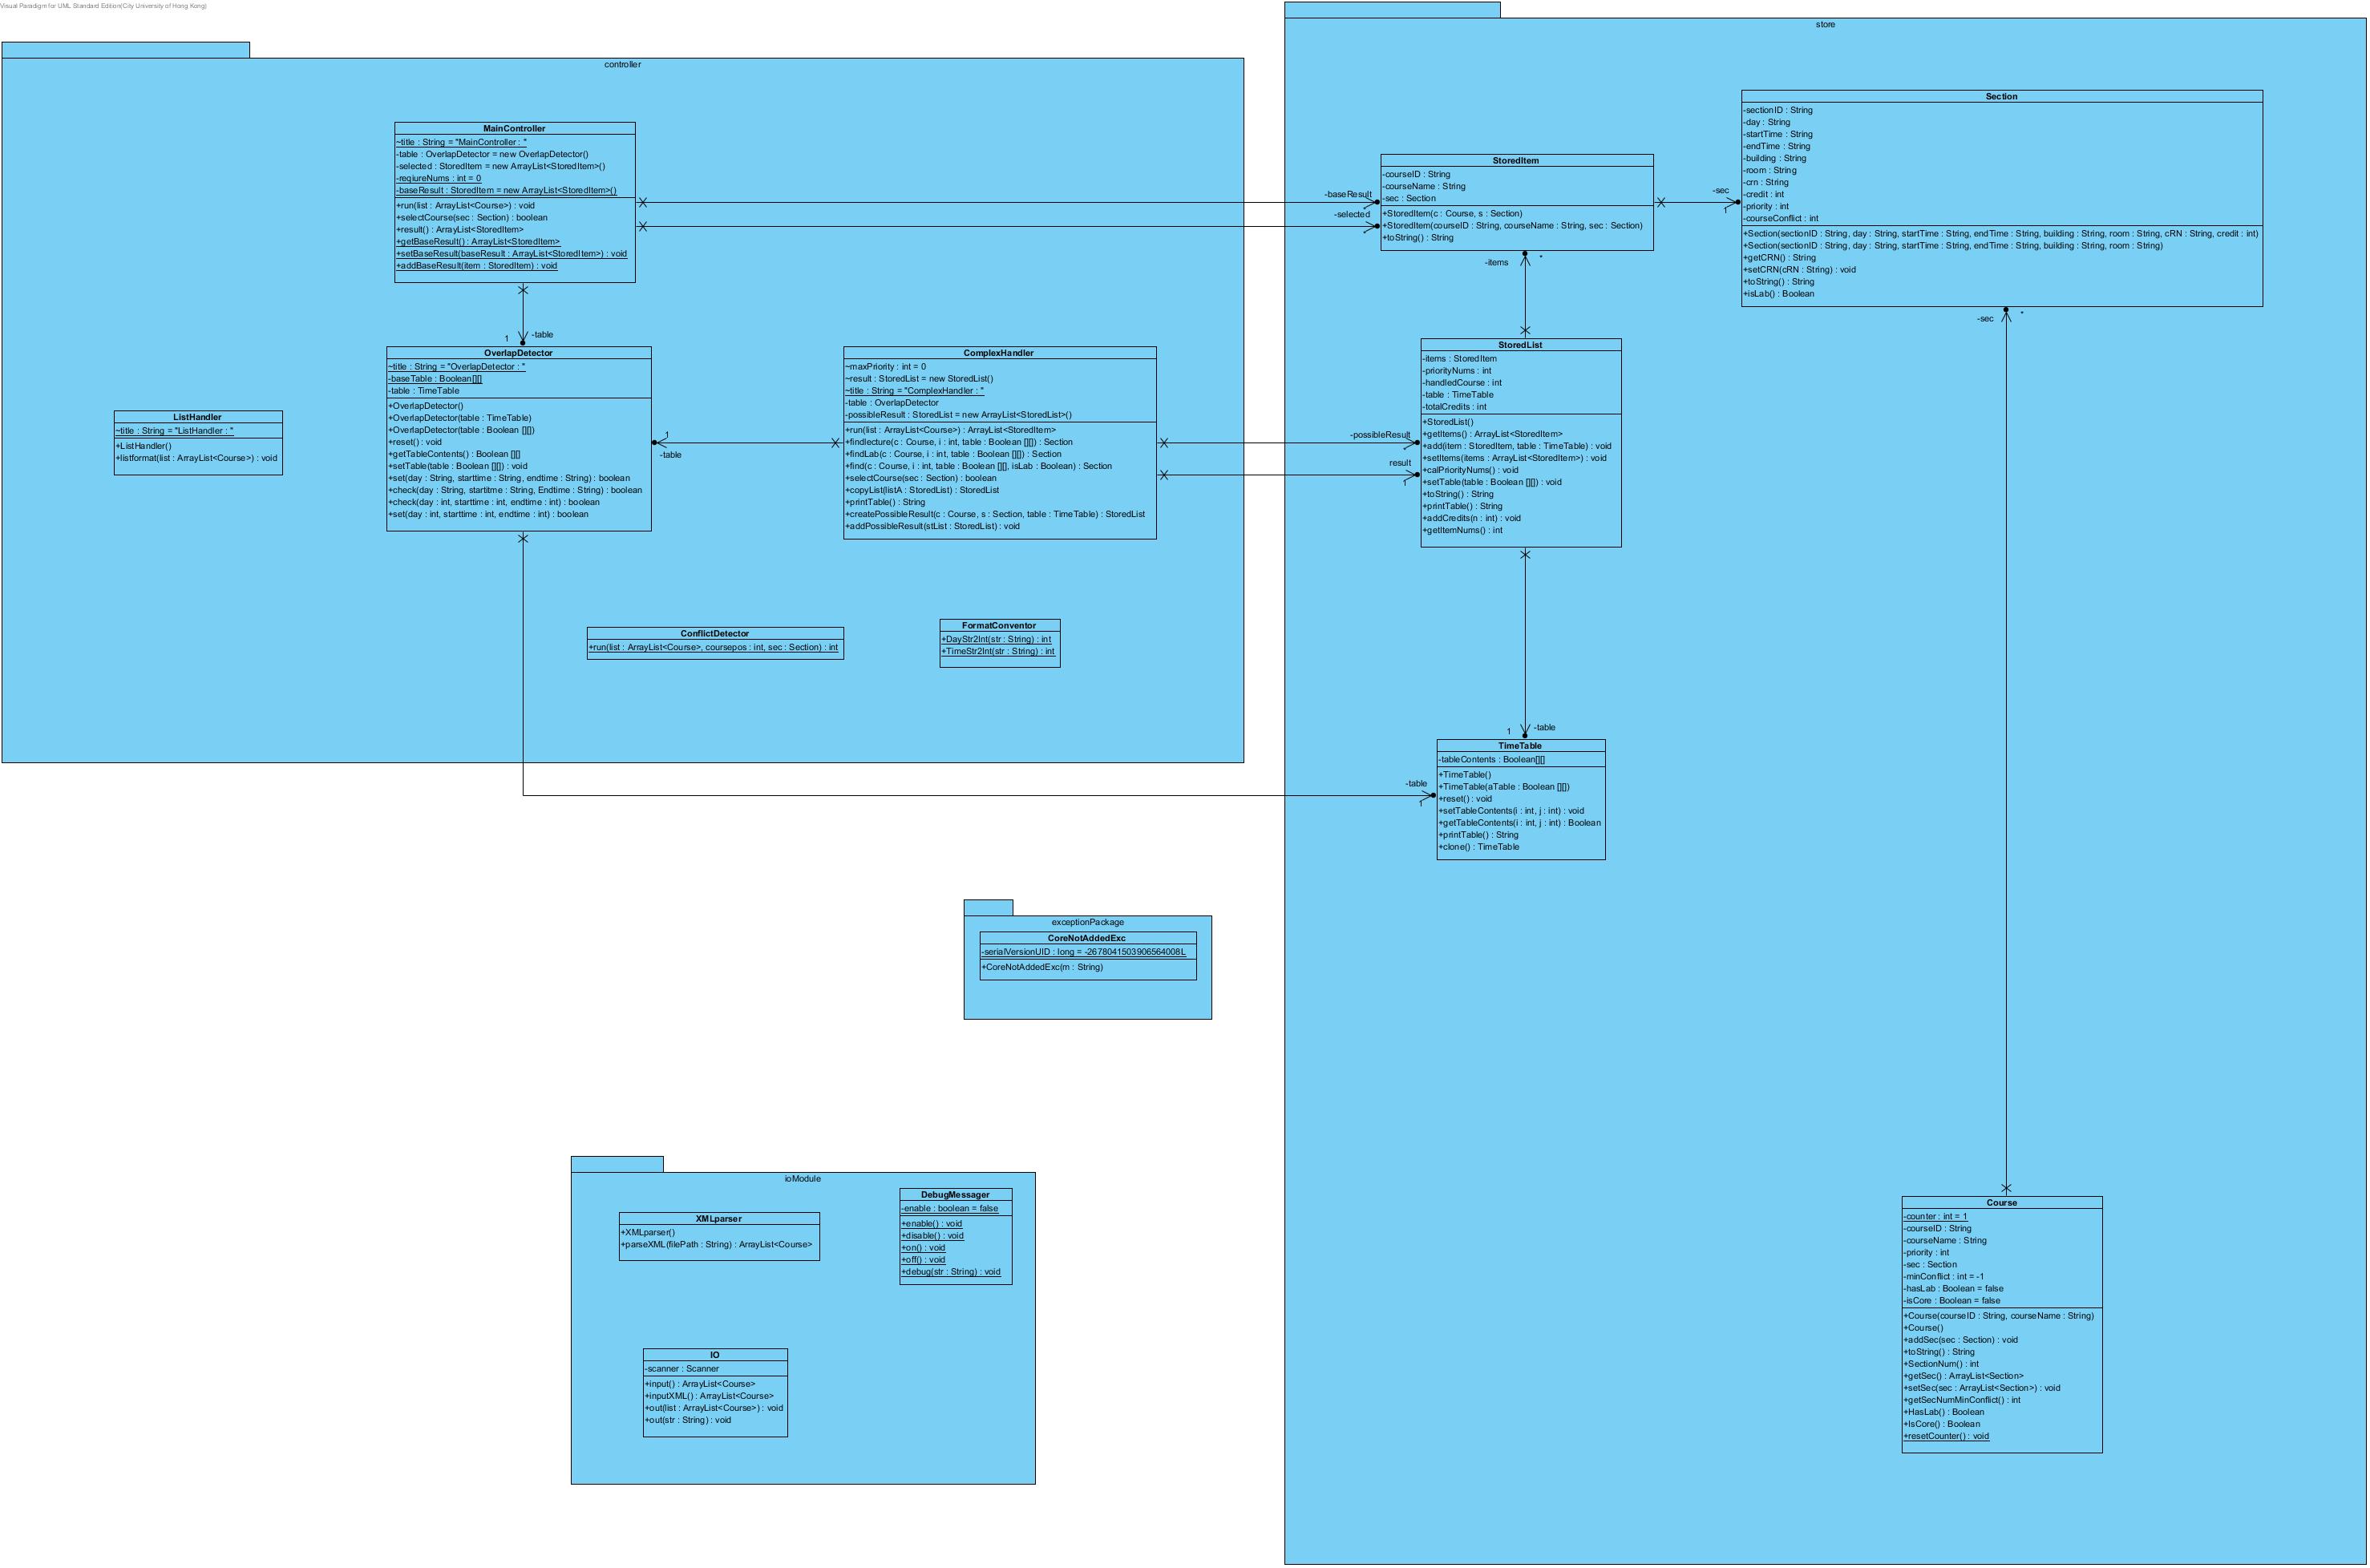 Visual Paradigm for UML Standard Edition(City University of Hong Kong)
controller
MainController
~title : String = "MainController : "
-table : OverlapDetector = new OverlapDetector()
-selected : StoredItem = new ArrayList<StoredItem>()
-reqiureNums : int = 0
-baseResult : StoredItem = new ArrayList<StoredItem>()
+run(list : ArrayList<Course>) : void
+selectCourse(sec : Section) : boolean
+result() : ArrayList<StoredItem>
+getBaseResult() : ArrayList<StoredItem>
+setBaseResult(baseResult : ArrayList<StoredItem>) : void
+addBaseResult(item : StoredItem) : void
1
-table
OverlapDetector
~title : String = "OverlapDetector : "
-baseTable : Boolean[][]
-table : TimeTable
+OverlapDetector()
+OverlapDetector(table : TimeTable)
+OverlapDetector(table : Boolean [][])
+reset() : void
+getTableContents() : Boolean [][]
+setTable(table : Boolean [][]) : void
+set(day : String, starttime : String, endtime : String) : boolean
+check(day : String, startitme : String, Endtime : String) : boolean
+check(day : int, starttime : int, endtime : int) : boolean
+set(day : int, starttime : int, endtime : int) : boolean
1
-table
ComplexHandler
~maxPriority : int = 0
~result : StoredList = new StoredList()
~title : String = "ComplexHandler : "
-table : OverlapDetector
-possibleResult : StoredList = new ArrayList<StoredList>()
+run(list : ArrayList<Course>) : ArrayList<StoredItem>
+findlecture(c : Course, i : int, table : Boolean [][]) : Section
+findLab(c : Course, i : int, table : Boolean [][]) : Section
+find(c : Course, i : int, table : Boolean [][], isLab : Boolean) : Section
+selectCourse(sec : Section) : boolean
+copyList(listA : StoredList) : StoredList
+printTable() : String
+createPossibleResult(c : Course, s : Section, table : TimeTable) : StoredList
+addPossibleResult(stList : StoredList) : void
ListHandler
~title : String = "ListHandler : "
+ListHandler()
+listformat(list : ArrayList<Course>) : void
ConflictDetector
+run(list : ArrayList<Course>, coursepos : int, sec : Section) : int
FormatConventor
+DayStr2Int(str : String) : int
+TimeStr2Int(str : String) : int
store
-baseResult
*
-selected
*
StoredItem
-courseID : String
-courseName : String
-sec : Section
+StoredItem(c : Course, s : Section)
+StoredItem(courseID : String, courseName : String, sec : Section)
+toString() : String
-sec
1
Section
-sectionID : String
-day : String
-startTime : String
-endTime : String
-building : String
-room : String
-crn : String
-credit : int
-priority : int
-courseConflict : int
+Section(sectionID : String, day : String, startTime : String, endTime : String, building : String, room : String, cRN : String, credit : int)
+Section(sectionID : String, day : String, startTime : String, endTime : String, building : String, room : String)
+getCRN() : String
+setCRN(cRN : String) : void
+toString() : String
+isLab() : Boolean
-items
*
-sec
*
StoredList
-items : StoredItem
-priorityNums : int
-handledCourse : int
-table : TimeTable
-totalCredits : int
+StoredList()
+getItems() : ArrayList<StoredItem>
+add(item : StoredItem, table : TimeTable) : void
+setItems(items : ArrayList<StoredItem>) : void
+calPriorityNums() : void
+setTable(table : Boolean [][]) : void
+toString() : String
+printTable() : String
+addCredits(n : int) : void
+getItemNums() : int
-possibleResult
*
result
1
1
-table
TimeTable
-tableContents : Boolean[][]
+TimeTable()
+TimeTable(aTable : Boolean [][])
+reset() : void
+setTableContents(i : int, j : int) : void
+getTableContents(i : int, j : int) : Boolean
+printTable() : String
+clone() : TimeTable
-table
1
exceptionPackage
CoreNotAddedExc
-serialVersionUID : long = -2678041503906564008L
+CoreNotAddedExc(m : String)
ioModule
XMLparser
+XMLparser()
+parseXML(filePath : String) : ArrayList<Course>
DebugMessager
-enable : boolean = false
+enable() : void
+disable() : void
+on() : void
+off() : void
+debug(str : String) : void
IO
-scanner : Scanner
+input() : ArrayList<Course>
+inputXML() : ArrayList<Course>
+out(list : ArrayList<Course>) : void
+out(str : String) : void
Course
-counter : int = 1
-courseID : String
-courseName : String
-priority : int
-sec : Section
-minConflict : int = -1
-hasLab : Boolean = false
-isCore : Boolean = false
+Course(courseID : String, courseName : String)
+Course()
+addSec(sec : Section) : void
+toString() : String
+SectionNum() : int
+getSec() : ArrayList<Section>
+setSec(sec : ArrayList<Section>) : void
+getSecNumMinConflict() : int
+HasLab() : Boolean
+IsCore() : Boolean
+resetCounter() : void